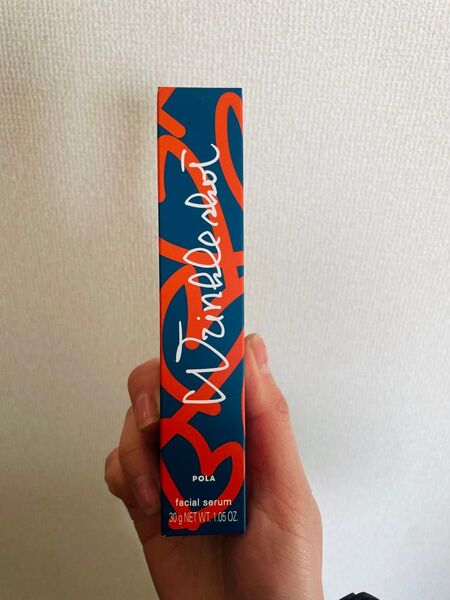 Wrinkle shot
POLA
facial serum
30 g NET WT. 1.05 OZ.